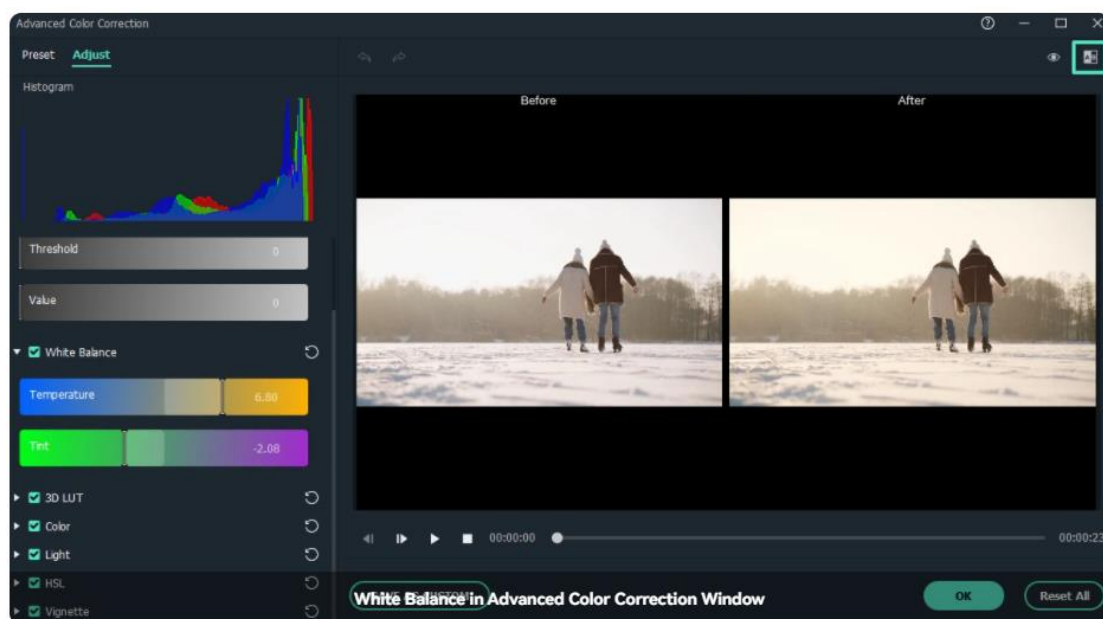 Advanced Color Correction
Preset Adjust
Histogram
Before After
Threshold 0
Value 0
White Balance
Temperature 6.80
Tint -2.08
3D LUT
Color
00:00:00 00:00:23
Light
HSL
White Balance in Advanced Color Correction Window
OK Reset All
Vignette